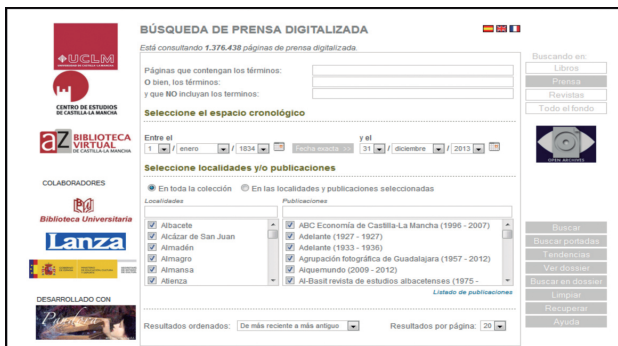 UCLM
CENTRO DE ESTUDIOS
DE CASTILLA-LA MANCHA
BIBLIOTECA
VIRTUAL
DE CASTILLA-LA MANCHA
COLABORADORES
Biblioteca Universitaria
Lanza
DESARROLLADO CON
Pandora
BÚSQUEDA DE PRENSA DIGITALIZADA
Está consultando 1.376.438 páginas de prensa digitalizada.
Páginas que contengan los términos:
O bien, los términos:
y que NO incluyan los terminos:
Seleccione el espacio cronológico
Entre el y el
1 / enero / 1834 Fecha exacta >> 31 / diciembre / 2013
Seleccione localidades y/o publicaciones
En toda la colección En las localidades y publicaciones seleccionadas
Localidades Publicaciones
Albacete ABC Economía de Castilla-La Mancha (1996 - 2007)
Alcázar de San Juan Adelante (1927 - 1927)
Almadén Adelante (1933 - 1936)
Almagro Agrupación fotográfica de Guadalajara (1957 - 2012)
Almansa Aiquemundo (2009 - 2012)
Atienza Al-Basit revista de estudios albacetenses (1975 -
Listado de publicaciones
Resultados ordenados: De más reciente a más antiguo Resultados por página: 20
Buscando en:
Libros
Prensa
Revistas
Todo el fondo
OPEN ARCHIVES
Buscar
Buscar portadas
Tendencias
Ver dossier
Buscar en dossier
Limpiar
Recuperar
Ayuda